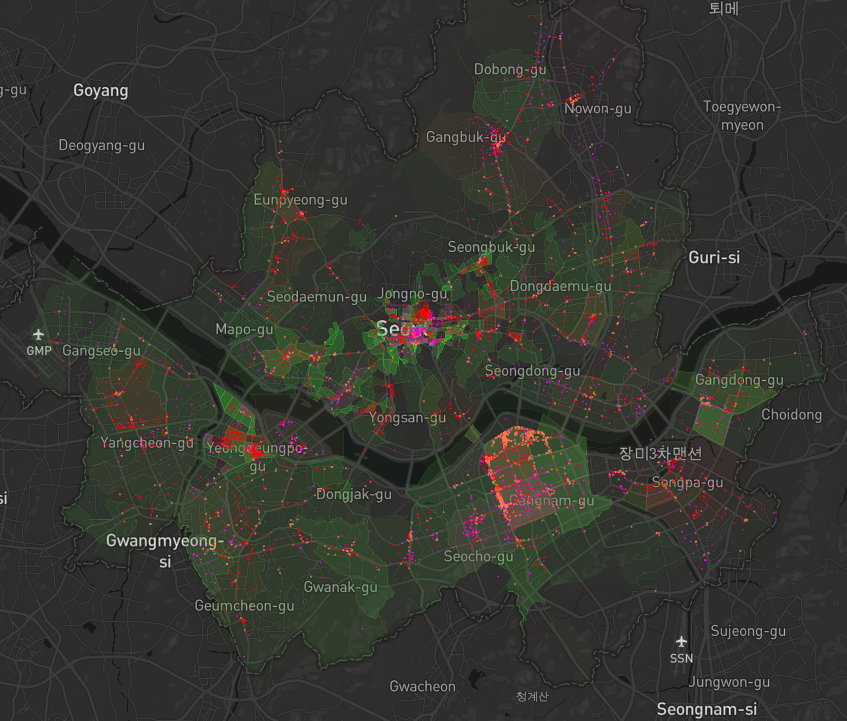 퇴메
Dobong-gu
Goyang
-gu
Nowon-gu
Toegyewon-
myeon
Gangbuk-gu
Deogyang-gu
Eunpyeong-gu
Seongbuk-gu
Guri-si
Dongdaemu-gu
Seodaemun-gu
Jongno-gu
Mapo-gu
Seoul
GMP
Gangseo-gu
Seongdong-gu
Gangdong-gu
Yongsan-gu
Choidong
Yangcheon-gu
Yeongdeungpo-
gu
장미3차맨션
Songpa-gu
si
Dongjak-gu
Gangnam-gu
Gwangmyeong-
si
Seocho-gu
Gwanak-gu
Geumcheon-gu
Sujeong-gu
SSN
Gwacheon
청계산
Jungwon-gu
Seongnam-si